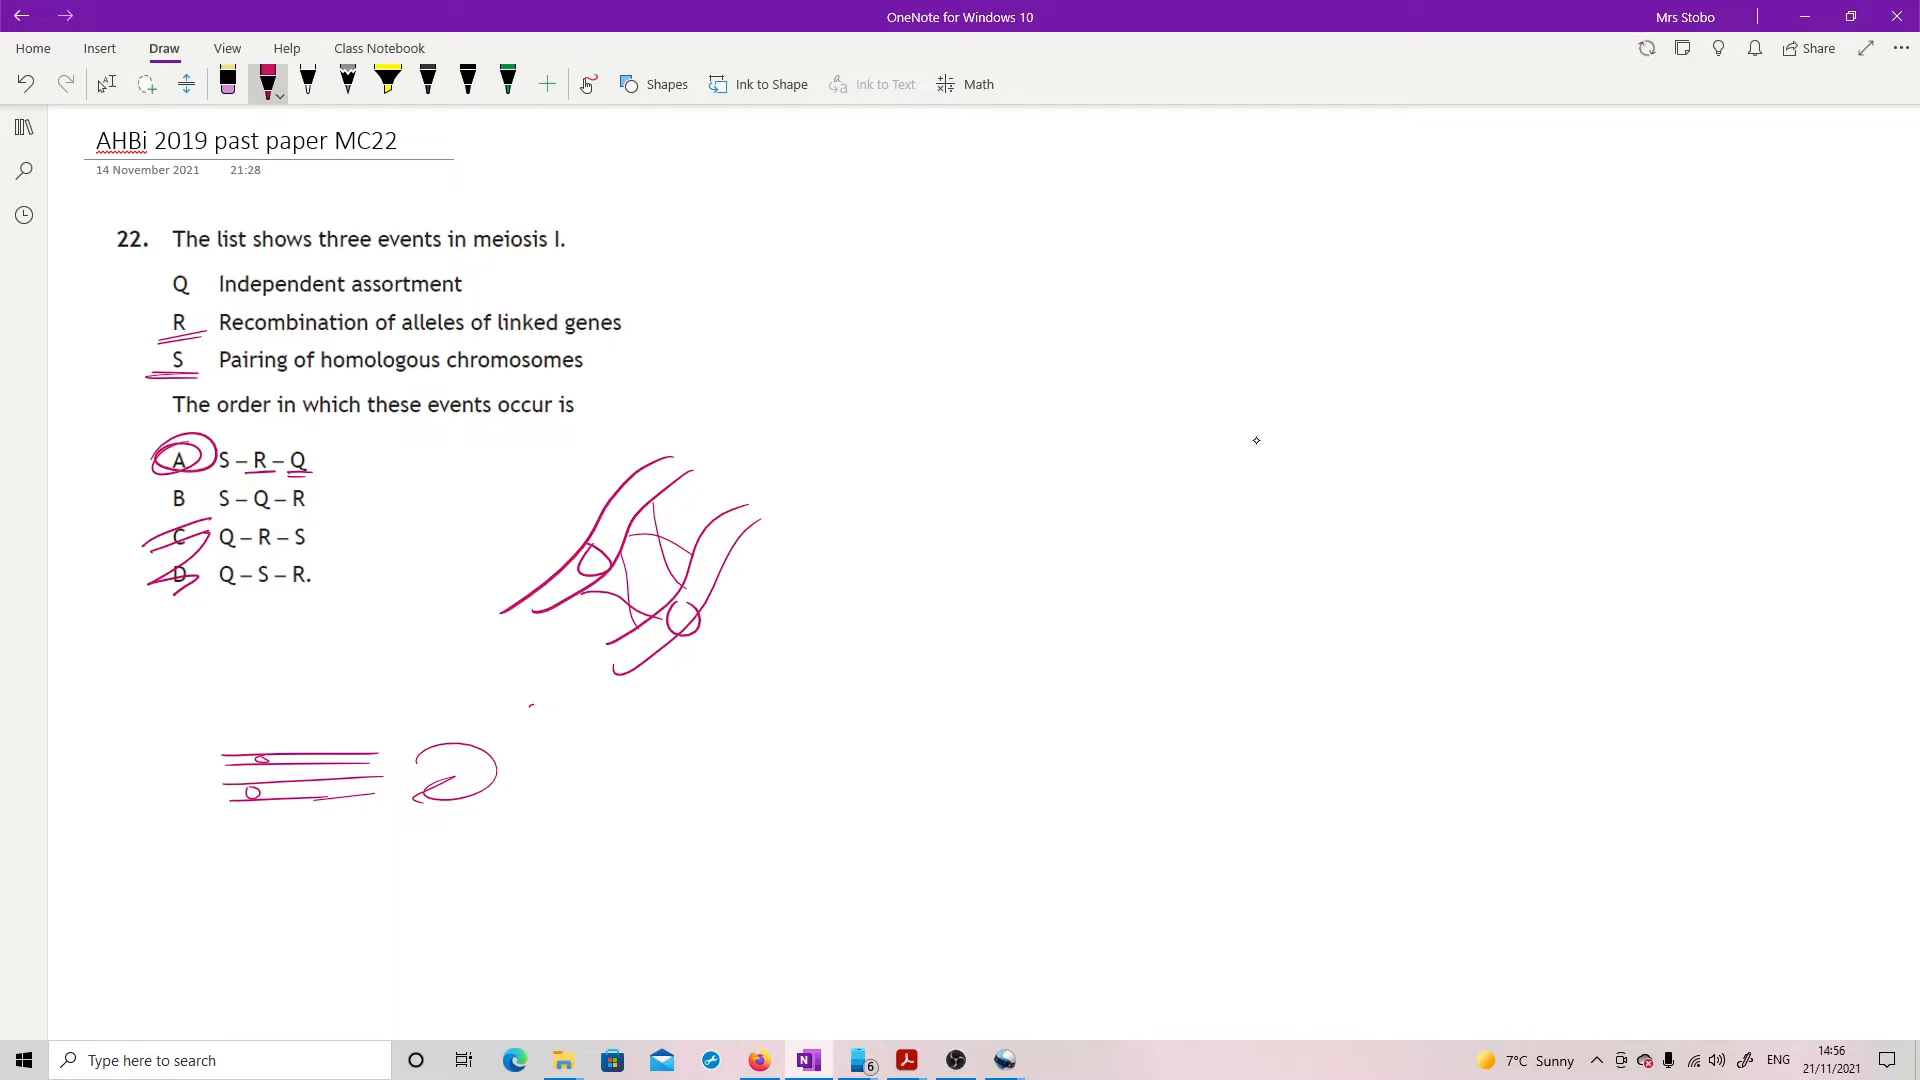 OneNote for Windows 10
Mrs Stobo
Home Insert Draw View Help Class Notebook
Share
Shapes Ink to Shape Ink to Text Math
AHBi 2019 past paper MC22
14 November 2021 21:28
22. The list shows three events in meiosis I.
Q Independent assortment
R Recombination of alleles of linked genes
S Pairing of homologous chromosomes
The order in which these events occur is
A S – R – Q
B S – Q – R
C Q – R – S
D Q – S – R.
Type here to search
6
7°C Sunny
ENG
14:56
21/11/2021